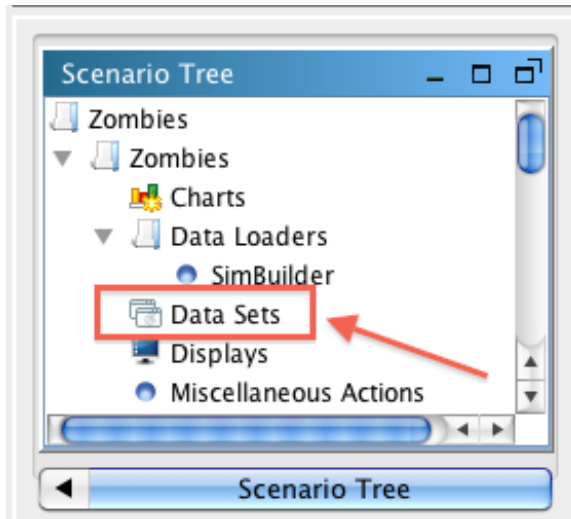 Scenario Tree
Zombies
Zombies
Charts
Data Loaders
SimBuilder
Data Sets
Displays
Miscellaneous Actions
Scenario Tree